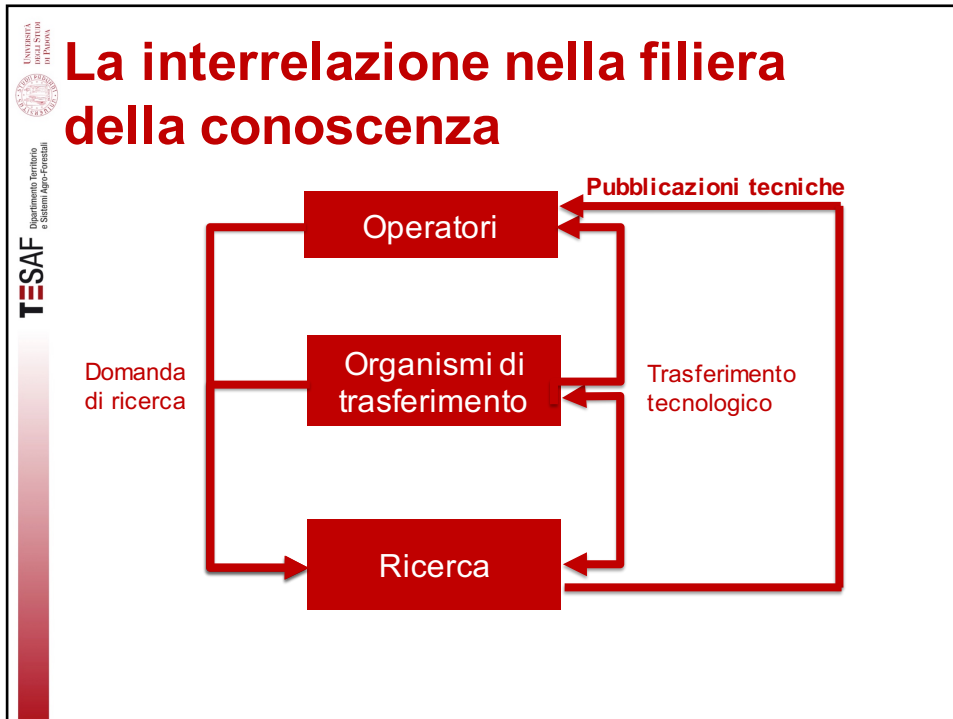 UNIVERSITÀ
DEGLI STUDI
DI PADOVA
TESAF
Dipartimento Territorio
e Sistemi Agro-Forestali
La interrelazione nella filiera
della conoscenza
Pubblicazioni tecniche
Operatori
Domanda
di ricerca
Organismi di
trasferimento
Trasferimento
tecnologico
Ricerca